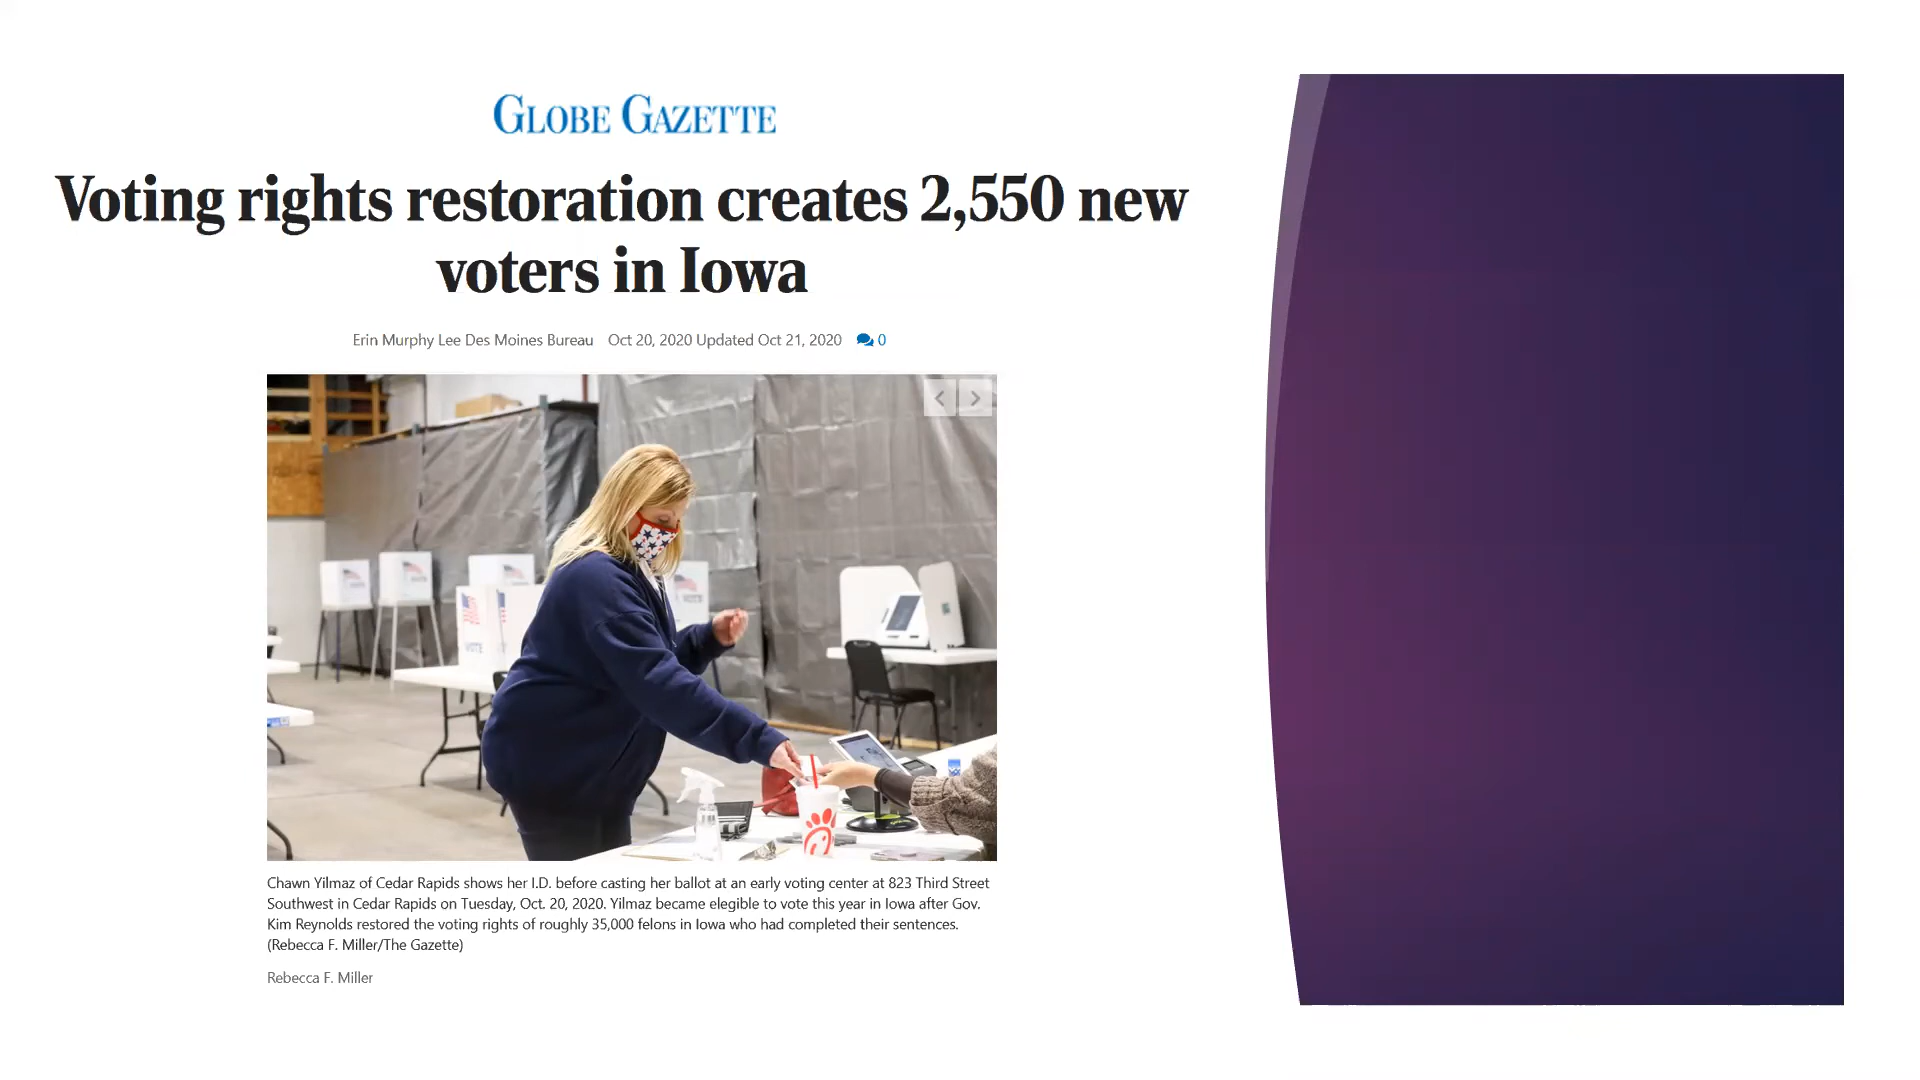 GLOBE GAZETTE
Voting rights restoration creates 2,550 new
voters in Iowa
Erin Murphy Lee Des Moines Bureau Oct 20, 2020 Updated Oct 21, 2020 0
VOTE
VOTE
VOTE
Chawn Yilmaz of Cedar Rapids shows her I.D. before casting her ballot at an early voting center at 823 Third Street
Southwest in Cedar Rapids on Tuesday, Oct. 20, 2020. Yilmaz became elegible to vote this year in Iowa after Gov.
Kim Reynolds restored the voting rights of roughly 35,000 felons in Iowa who had completed their sentences.
(Rebecca F. Miller/The Gazette)
Rebecca F. Miller